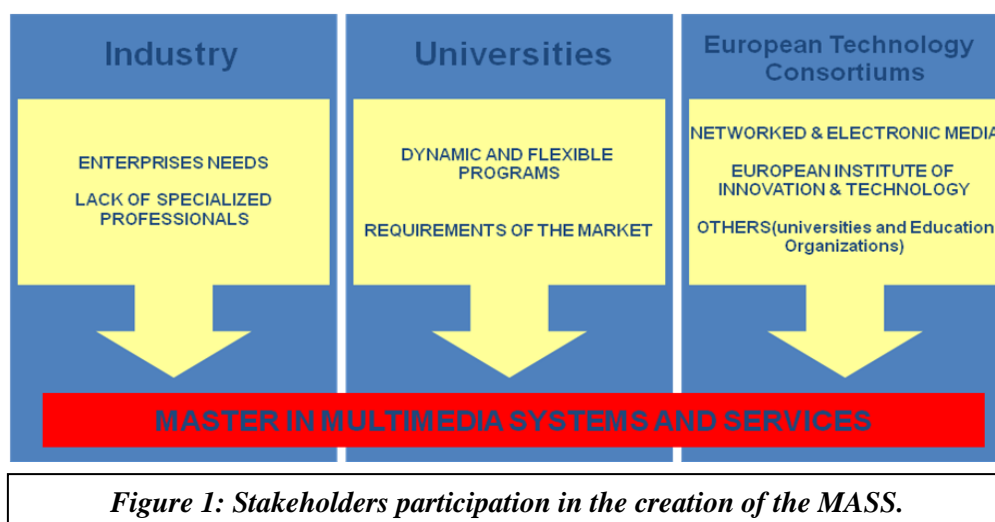 Industry
ENTERPRISES NEEDS
LACK OF SPECIALIZED
PROFESSIONALS
Universities
DYNAMIC AND FLEXIBLE
PROGRAMS
REQUIREMENTS OF THE MARKET
European Technology
Consortiums
NETWORKED & ELECTRONIC MEDIA
EUROPEAN INSTITUTE OF
INNOVATION & TECHNOLOGY
OTHERS(universities and Education
Organizations)
MASTER IN MULTIMEDIA SYSTEMS AND SERVICES
Figure 1: Stakeholders participation in the creation of the MASS.